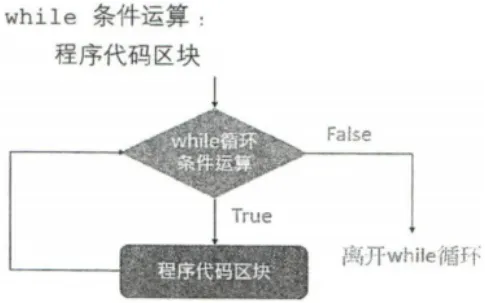 while 条件运算：
程序代码区块
while循环
条件运算
False
True
程序代码区块
离开while循环